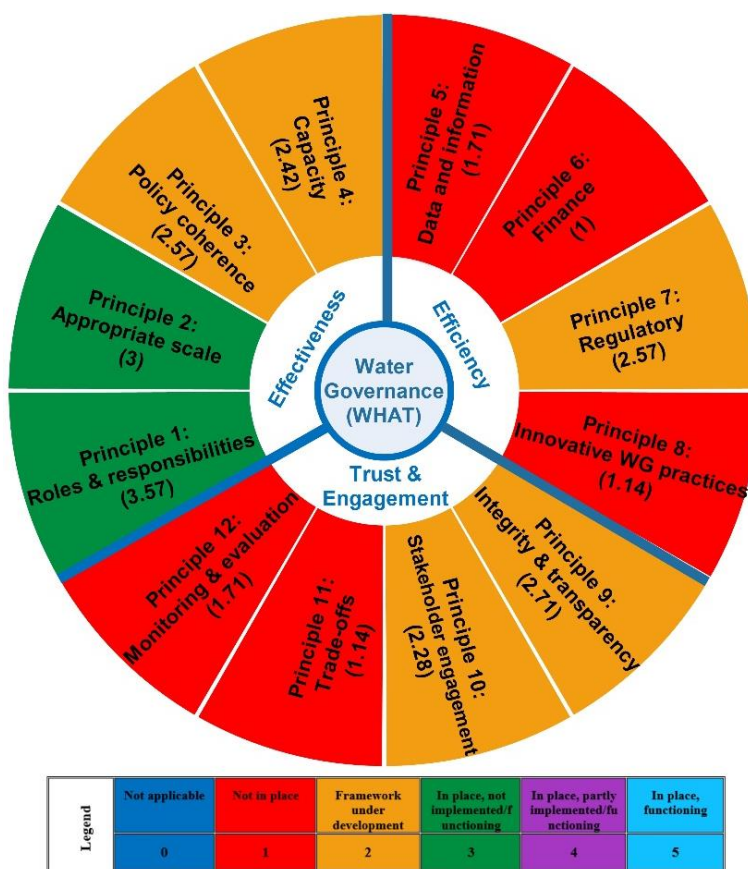 Principle 1:
Roles & responsibilities
(3.57)
Principle 2:
Appropriate scale
(3)
Principle 3:
Policy coherence
(2.57)
Principle 4:
Capacity
(2.42)
Principle 5:
Data and information
(1.71)
Principle 6:
Finance
(1)
Principle 7:
Regulatory
(2.57)
Principle 8:
Innovative WG practices
(1.14)
Principle 9:
Integrity & transparency
(2.71)
Principle 10:
Stakeholder engagement
(2.28)
Principle 11:
Trade-offs
(1.14)
Principle 12:
Monitoring & evaluation
(1.71)
Effectiveness
Efficiency
Trust &
Engagement
Water
Governance
(WHAT)
Legend
Not applicable
Not in place
Framework
under
development
In place, not
implemented/f
unctioning
In place, partly
implemented/fu
nctioning
In place,
functioning
0
1
2
3
4
5